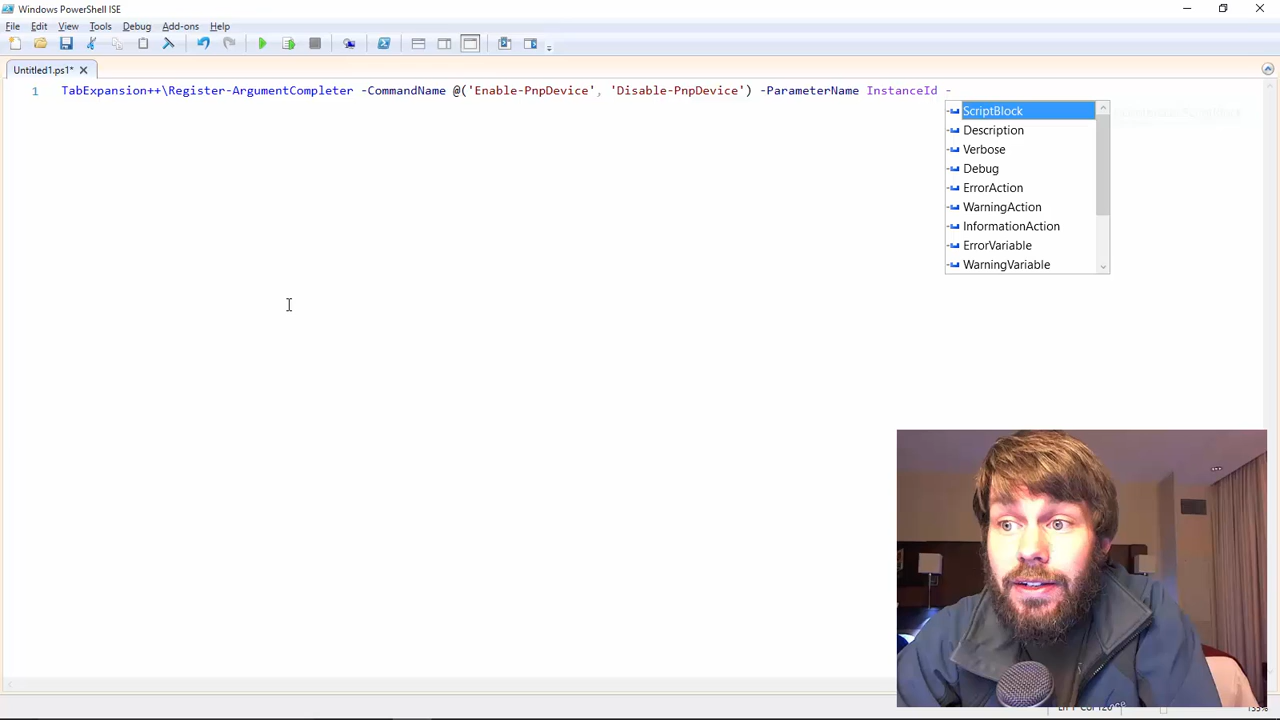 Windows PowerShell ISE
File Edit View Tools Debug Add-ons Help
Untitled1.ps1*
1 TabExpansion++\Register-ArgumentCompleter -CommandName @('Enable-PnpDevice', 'Disable-PnpDevice') -ParameterName InstanceId -
ScriptBlock
Description
Verbose
Debug
ErrorAction
WarningAction
InformationAction
ErrorVariable
WarningVariable